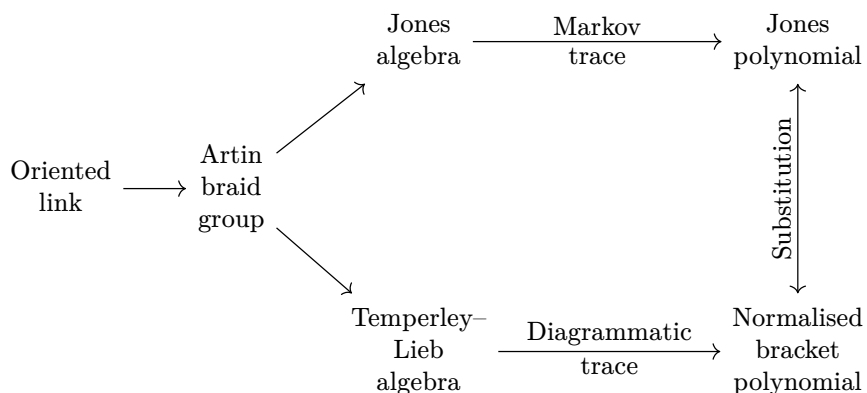 Jones
algebra
Markov
trace
Jones
polynomial
Oriented
link
Artin
braid
group
Substitution
Temperley–
Lieb
algebra
Diagrammatic
trace
Normalised
bracket
polynomial